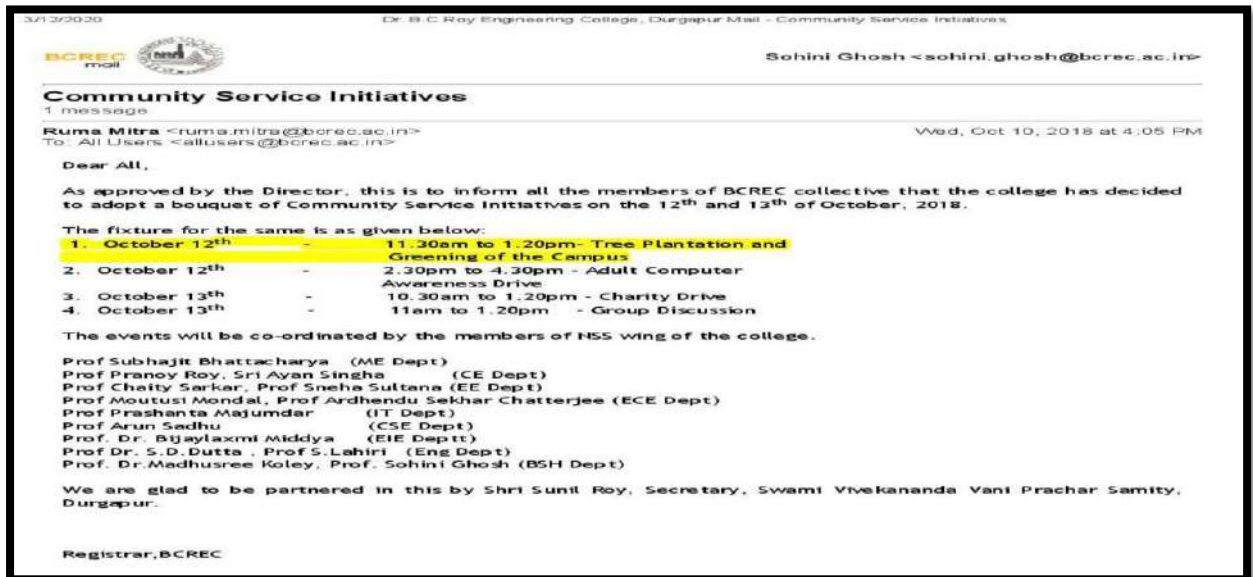 3/13/2020 Dr. B.C Roy Engineering College, Durgapur Mail - Community Service Initiatives
BCREC
mail
Sohini Ghosh <sohini.ghosh@bcrec.ac.in>
Community Service Initiatives
1 message
Ruma Mitra <ruma.mitra@bcrec.ac.in> Wed, Oct 10, 2018 at 4:05 PM
To: All Users <allusers@bcrec.ac.in>
Dear All,
As approved by the Director, this is to inform all the members of BCREC collective that the college has decided
to adopt a bouquet of Community Service Initiatives on the 12th and 13th of October, 2018.
The fixture for the same is as given below:
1. October 12th - 11.30am to 1.20pm- Tree Plantation and
Greening of the Campus
2. October 12th - 2.30pm to 4.30pm - Adult Computer
Awareness Drive
3. October 13th - 10.30am to 1.20pm - Charity Drive
4. October 13th - 11am to 1.20pm - Group Discussion
The events will be co-ordinated by the members of NSS wing of the college.
Prof Subhajit Bhattacharya (ME Dept)
Prof Pranoy Roy, Sri Ayan Singha (CE Dept)
Prof Chaity Sarkar, Prof Sneha Sultana (EE Dept)
Prof Moutusi Mondal, Prof Ardhendu Sekhar Chatterjee (ECE Dept)
Prof Prashanta Majumdar (IT Dept)
Prof Arun Sadhu (CSE Dept)
Prof. Dr. Bijaylaxmi Middya (EIE Deptt)
Prof Dr. S.D.Dutta , Prof S.Lahiri (Eng Dept)
Prof. Dr.Madhusree Koley, Prof. Sohini Ghosh (BSH Dept)
We are glad to be partnered in this by Shri Sunil Roy, Secretary, Swami Vivekananda Vani Prachar Samity,
Durgapur.
Registrar,BCREC